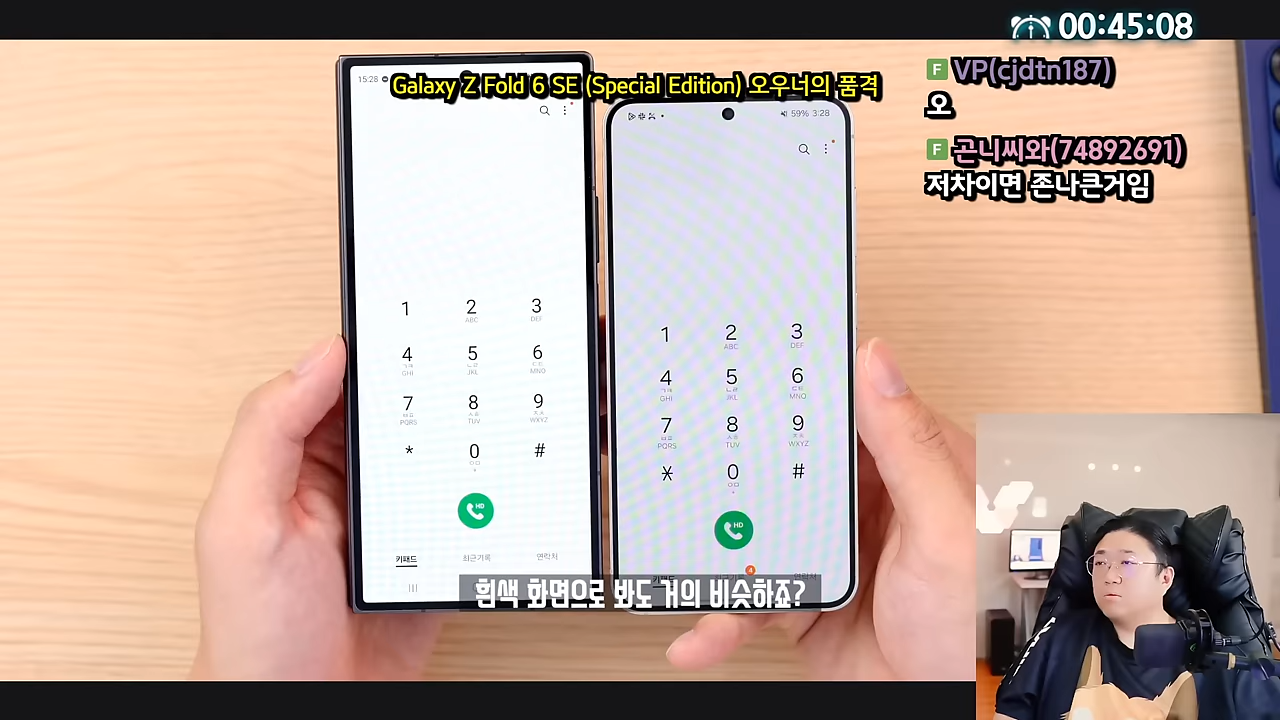 00:45:08
Galaxy Z Fold 6 SE (Special Edition) 오우너의 품격
F VP(cjdtn187)
오
F 곤니씨와(74892691)
저차이면 존나큰거임
15:28
1 2 3
ABC DEF
4 5 6
GHI JKL MNO
7 8 9
PQRS TUV WXYZ
* 0 #
HD
키패드 최근기록 연락처
59% 3:28
1 2 3
ABC DEF
4 5 6
GHI JKL MNO
7 8 9
PQRS TUV WXYZ
* 0 #
HD
4
흰색 화면으로 봐도 거의 비슷하죠?